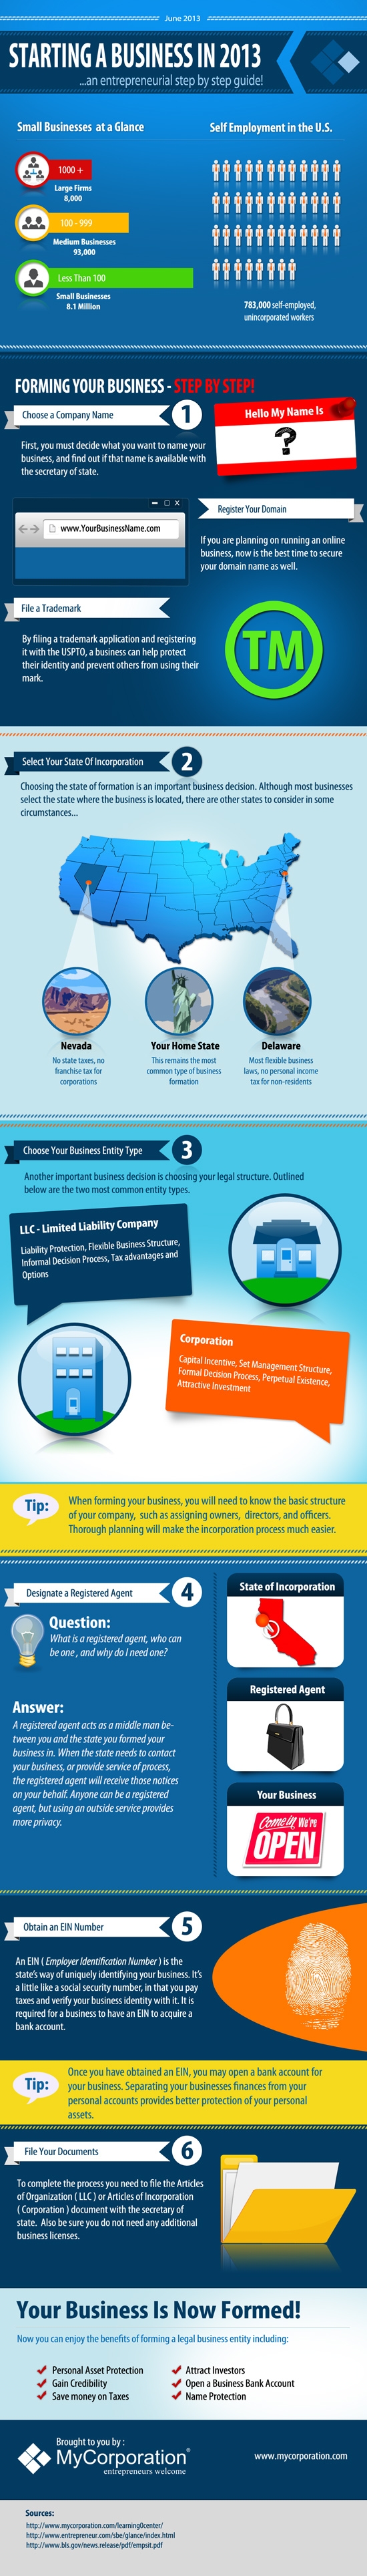 June 2013
STARTING A BUSINESS IN 2013
...an entrepreneurial step by step guide!
Small Businesses at a Glance
Self Employment in the U.S.
1000 +
Large Firms
8,000
100 - 999
Medium Businesses
93,000
Less Than 100
Small Businesses
8.1 Million
783,000 self-employed,
unincorporated workers
FORMING YOUR BUSINESS - STEP BY STEP!
Choose a Company Name
1
Hello My Name Is
?
First, you must decide what you want to name your
business, and find out if that name is available with
the secretary of state.
www.YourBusinessName.com
Register Your Domain
If you are planning on running an online
business, now is the best time to secure
your domain name as well.
File a Trademark
By filing a trademark application and registering
it with the USPTO, a business can help protect
their identity and prevent others from using their
mark.
TM
Select Your State Of Incorporation
2
Choosing the state of formation is an important business decision. Although most businesses
select the state where the business is located, there are other states to consider in some
circumstances...
Nevada
No state taxes, no
franchise tax for
corporations
Your Home State
This remains the most
common type of business
formation
Delaware
Most flexible business
laws, no personal income
tax for non-residents
Choose Your Business Entity Type
3
Another important business decision is choosing your legal structure. Outlined
below are the two most common entity types.
LLC - Limited Liability Company
Liability Protection, Flexible Business Structure,
Informal Decision Process, Tax advantages and
Options
Corporation
Capital Incentive, Set Management Structure,
Formal Decision Process, Perpetual Existence,
Attractive Investment
Tip:
When forming your business, you will need to know the basic structure
of your company, such as assigning owners, directors, and officers.
Thorough planning will make the incorporation process much easier.
Designate a Registered Agent
4
Question:
What is a registered agent, who can
be one , and why do I need one?
Answer:
A registered agent acts as a middle man be-
tween you and the state you formed your
business in. When the state needs to contact
your business, or provide service of process,
the registered agent will receive those notices
on your behalf. Anyone can be a registered
agent, but using an outside service provides
more privacy.
State of Incorporation
Registered Agent
Your Business
Come in We're
OPEN
Obtain an EIN Number
5
An EIN ( Employer Identification Number ) is the
state's way of uniquely identifying your business. It's
a little like a social security number, in that you pay
taxes and verify your business identity with it. It is
required for a business to have an EIN to acquire a
bank account.
Tip:
Once you have obtained an EIN, you may open a bank account for
your business. Separating your businesses finances from your
personal accounts provides better protection of your personal
assets.
File Your Documents
6
To complete the process you need to file the Articles
of Organization ( LLC ) or Articles of Incorporation
( Corporation ) document with the secretary of
state. Also be sure you do not need any additional
business licenses.
Your Business Is Now Formed!
Now you can enjoy the benefits of forming a legal business entity including:
Personal Asset Protection
Gain Credibility
Save money on Taxes
Attract Investors
Open a Business Bank Account
Name Protection
Brought to you by :
MyCorporation®
entrepreneurs welcome
www.mycorporation.com
Sources:
http://www.mycorporation.com/learning0center/
http://www.entrepreneur.com/sbe/glance/index.html
http://www.bls.gov/news.release/pdf/empsit.pdf